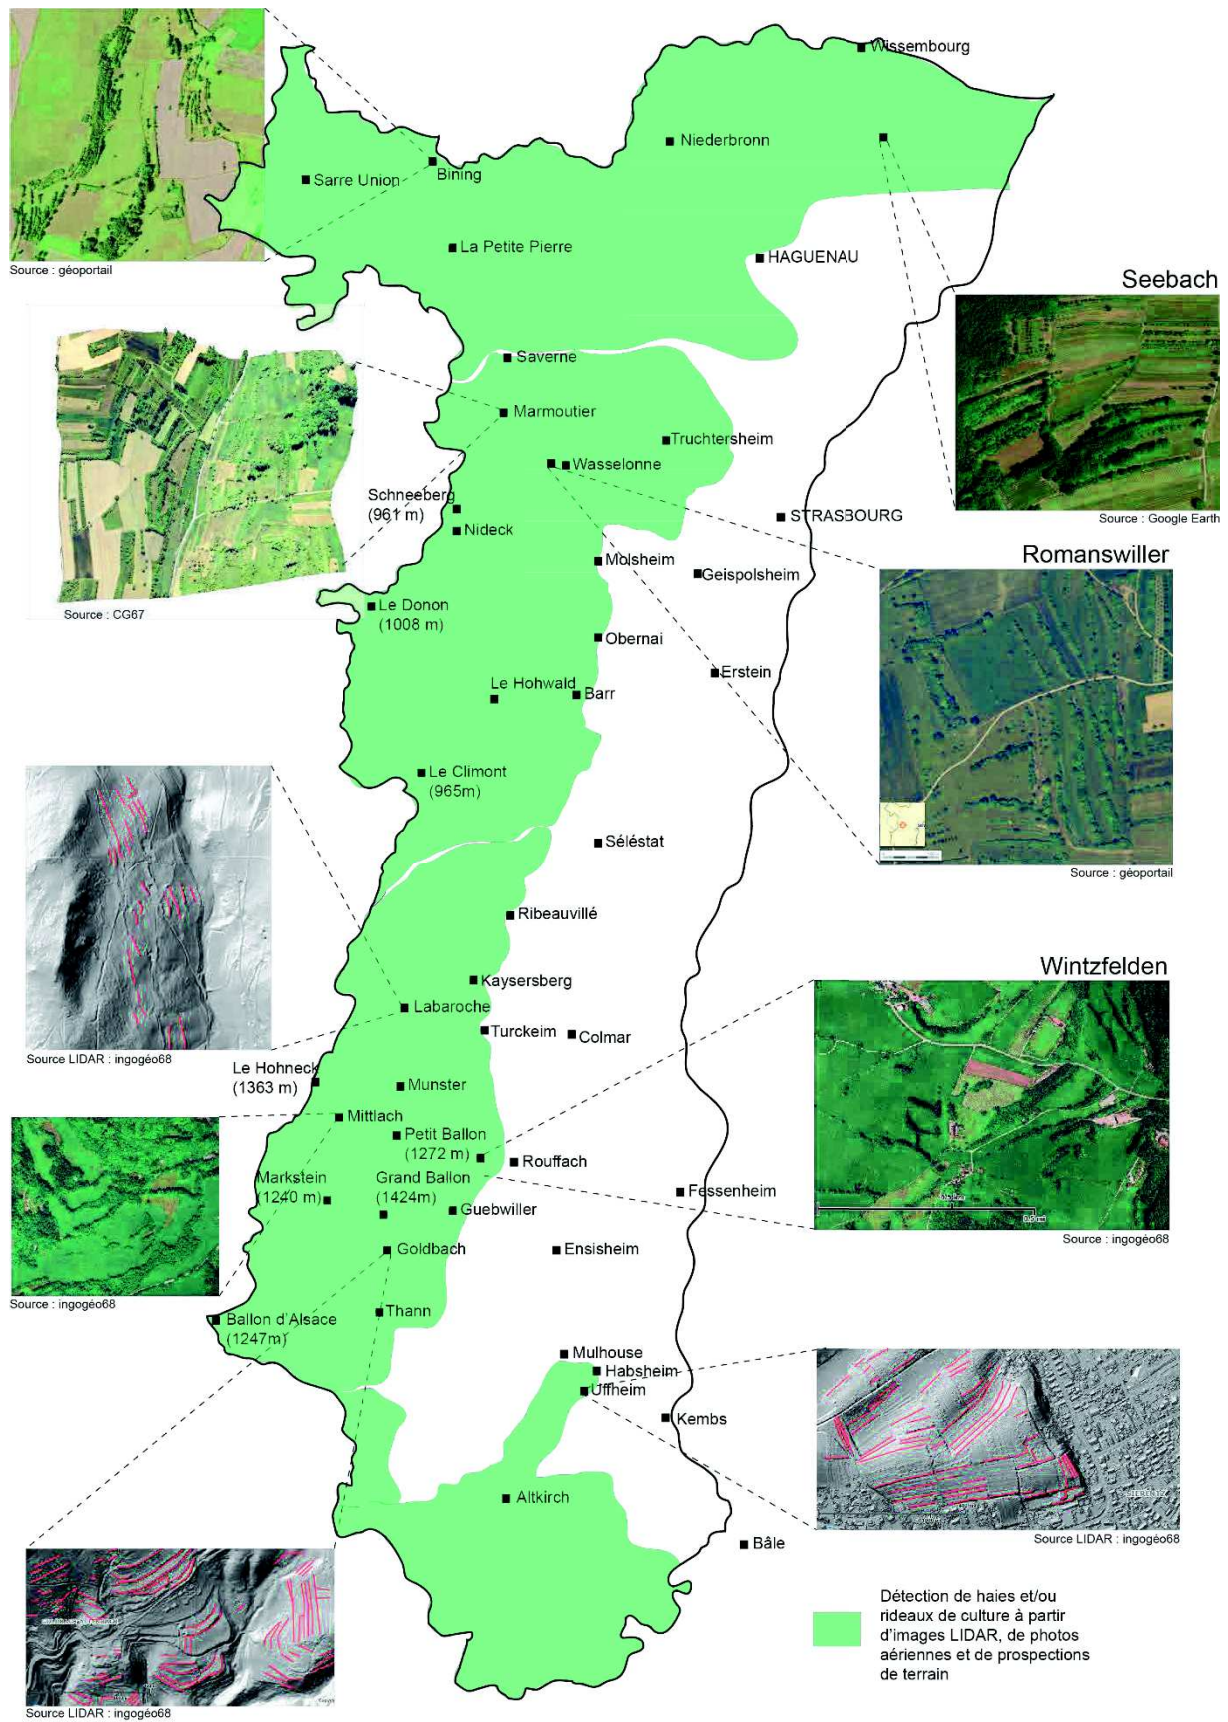 Wissembourg
Niederbronn
Bining
Sarre Union
La Petite Pierre
HAGUENAU
Source : géoportail
Seebach
Source : Google Earth
Saverne
Marmoutier
Truchtersheim
Wasselonne
Schneeberg
(961 m)
Nideck
STRASBOURG
Molsheim
Geispolsheim
Romanswiller
Source : CG67
Le Donon
(1008 m)
Obernai
Erstein
Le Hohwald
Barr
Le Climont
(965m)
Séléstat
Source : géoportail
Ribeauvillé
Kaysersberg
Wintzfelden
Labaroche
Turckeim
Colmar
Source LIDAR : ingogéo68
Le Hohneck
(1363 m)
Munster
Mittlach
Petit Ballon
(1272 m)
Rouffach
Markstein
(1240 m)
Grand Ballon
(1424m)
Fessenheim
Guebwiller
Source : ingogéo68
Goldbach
Ensisheim
Source : ingogéo68
Ballon d'Alsace
(1247m)
Thann
Mulhouse
Habsheim
Uffheim
Kembs
Altkirch
Source LIDAR : ingogéo68
Bâle
Détection de haies et/ou
rideaux de culture à partir
d'images LIDAR, de photos
aériennes et de prospections
de terrain
Source LIDAR : ingogéo68